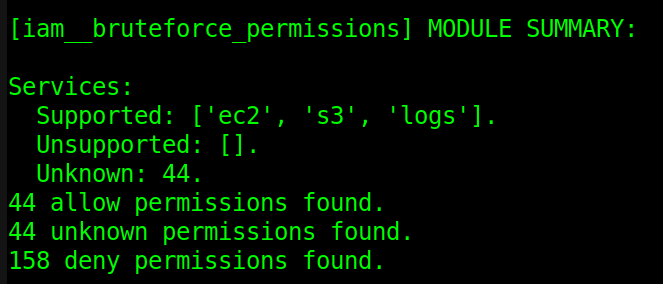 [iam__bruteforce_permissions] MODULE SUMMARY:
Services:
Supported: ['ec2', 's3', 'logs'].
Unsupported: [].
Unknown: 44.
44 allow permissions found.
44 unknown permissions found.
158 deny permissions found.